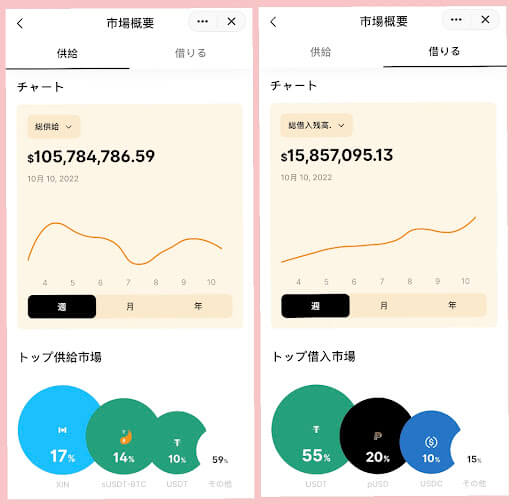 市場概要
供給
借りる
チャート
総供給
$105,784,786.59
10月 10, 2022
4 5 6 7 8 9 10
週 月 年
トップ供給市場
17% 14% 10% 59%
XIN sUSDT-BTC USDT その他
市場概要
供給
借りる
チャート
総借入残高.
$15,857,095.13
10月 10, 2022
4 5 6 7 8 9 10
週 月 年
トップ借入市場
55% 20% 10% 15%
USDT pUSD USDC その他